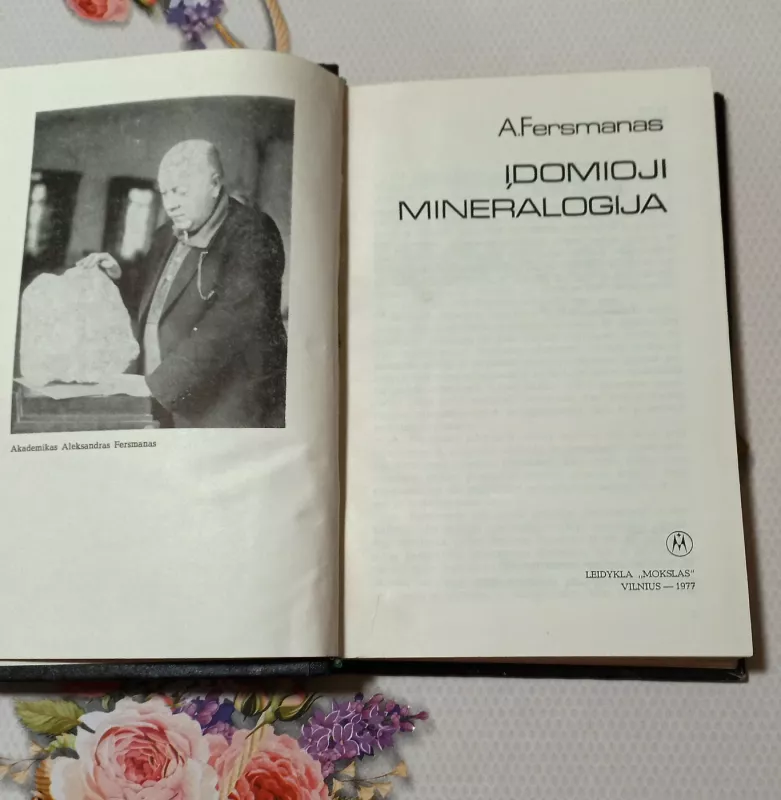 Akademikas Aleksandras Fersmanas
A.Fersmanas
ĮDOMIOJI
MINERALOGIJA
LEIDYKLA „MOKSLAS"
VILNIUS — 1977